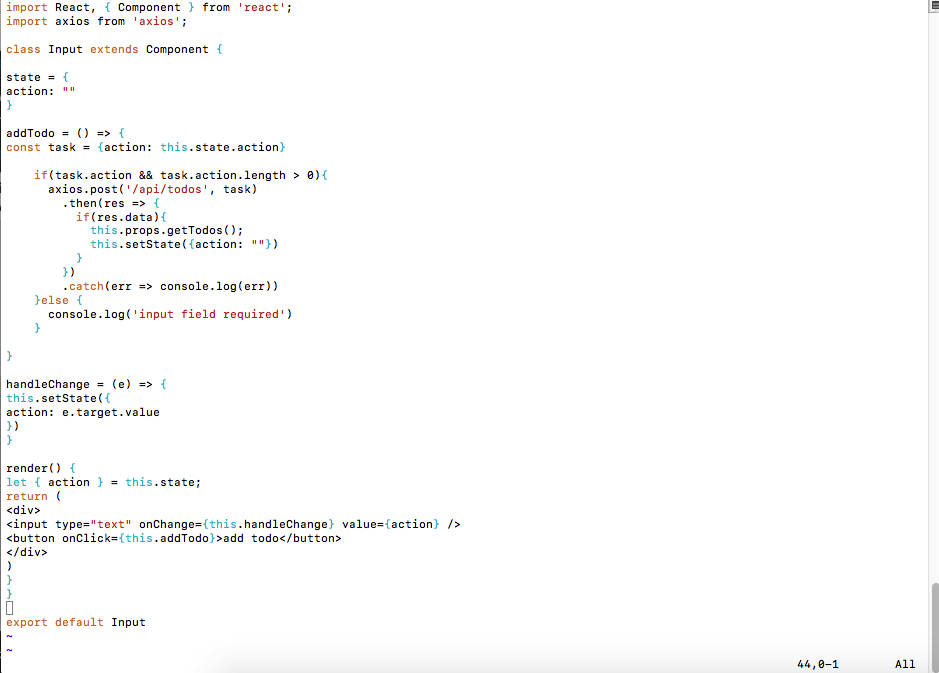 import React, { Component } from 'react';
import axios from 'axios';

class Input extends Component {

state = {
action: ""
}

addTodo = () => {
const task = {action: this.state.action}

    if(task.action && task.action.length > 0){
      axios.post('/api/todos', task)
        .then(res => {
          if(res.data){
            this.props.getTodos();
            this.setState({action: ""})
          }
        })
        .catch(err => console.log(err))
    }else {
      console.log('input field required')
    }

}

handleChange = (e) => {
this.setState({
action: e.target.value
})
}

render() {
let { action } = this.state;
return (
<div>
<input type="text" onChange={this.handleChange} value={action} />
<button onClick={this.addTodo}>add todo</button>
</div>
)
}
}

export default Input
~
~
44,0-1 All